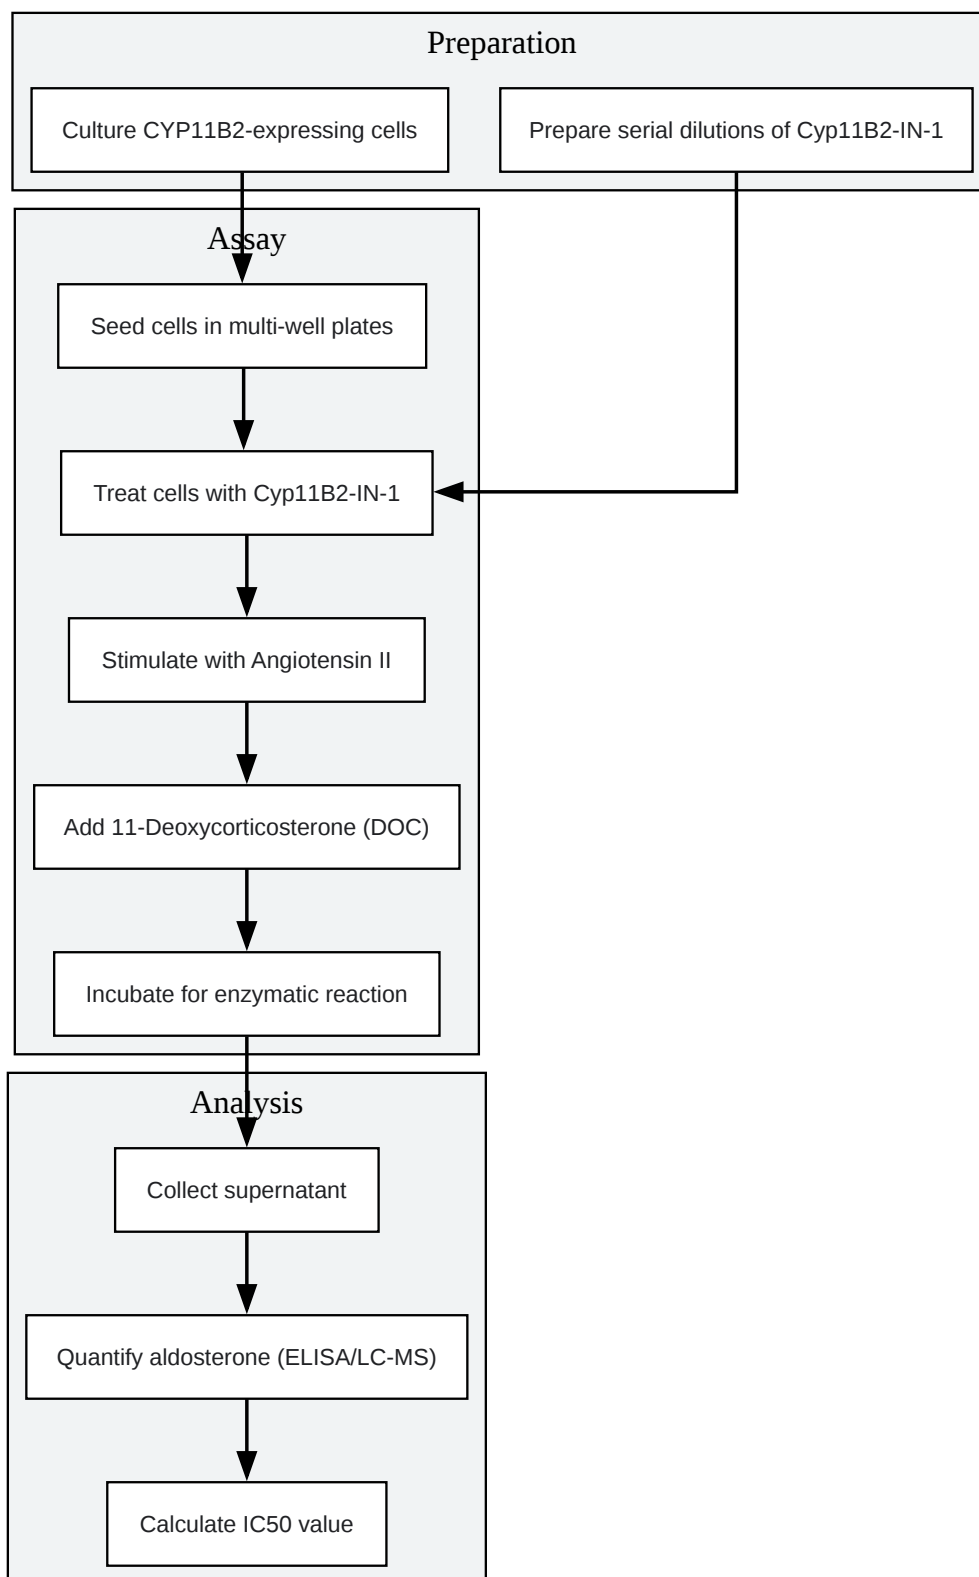 Preparation
Culture CYP11B2-expressing cells
Prepare serial dilutions of Cyp11B2-IN-1
Assay
Seed cells in multi-well plates
Treat cells with Cyp11B2-IN-1
Stimulate with Angiotensin II
Add 11-Deoxycorticosterone (DOC)
Incubate for enzymatic reaction
Analysis
Collect supernatant
Quantify aldosterone (ELISA/LC-MS)
Calculate IC50 value